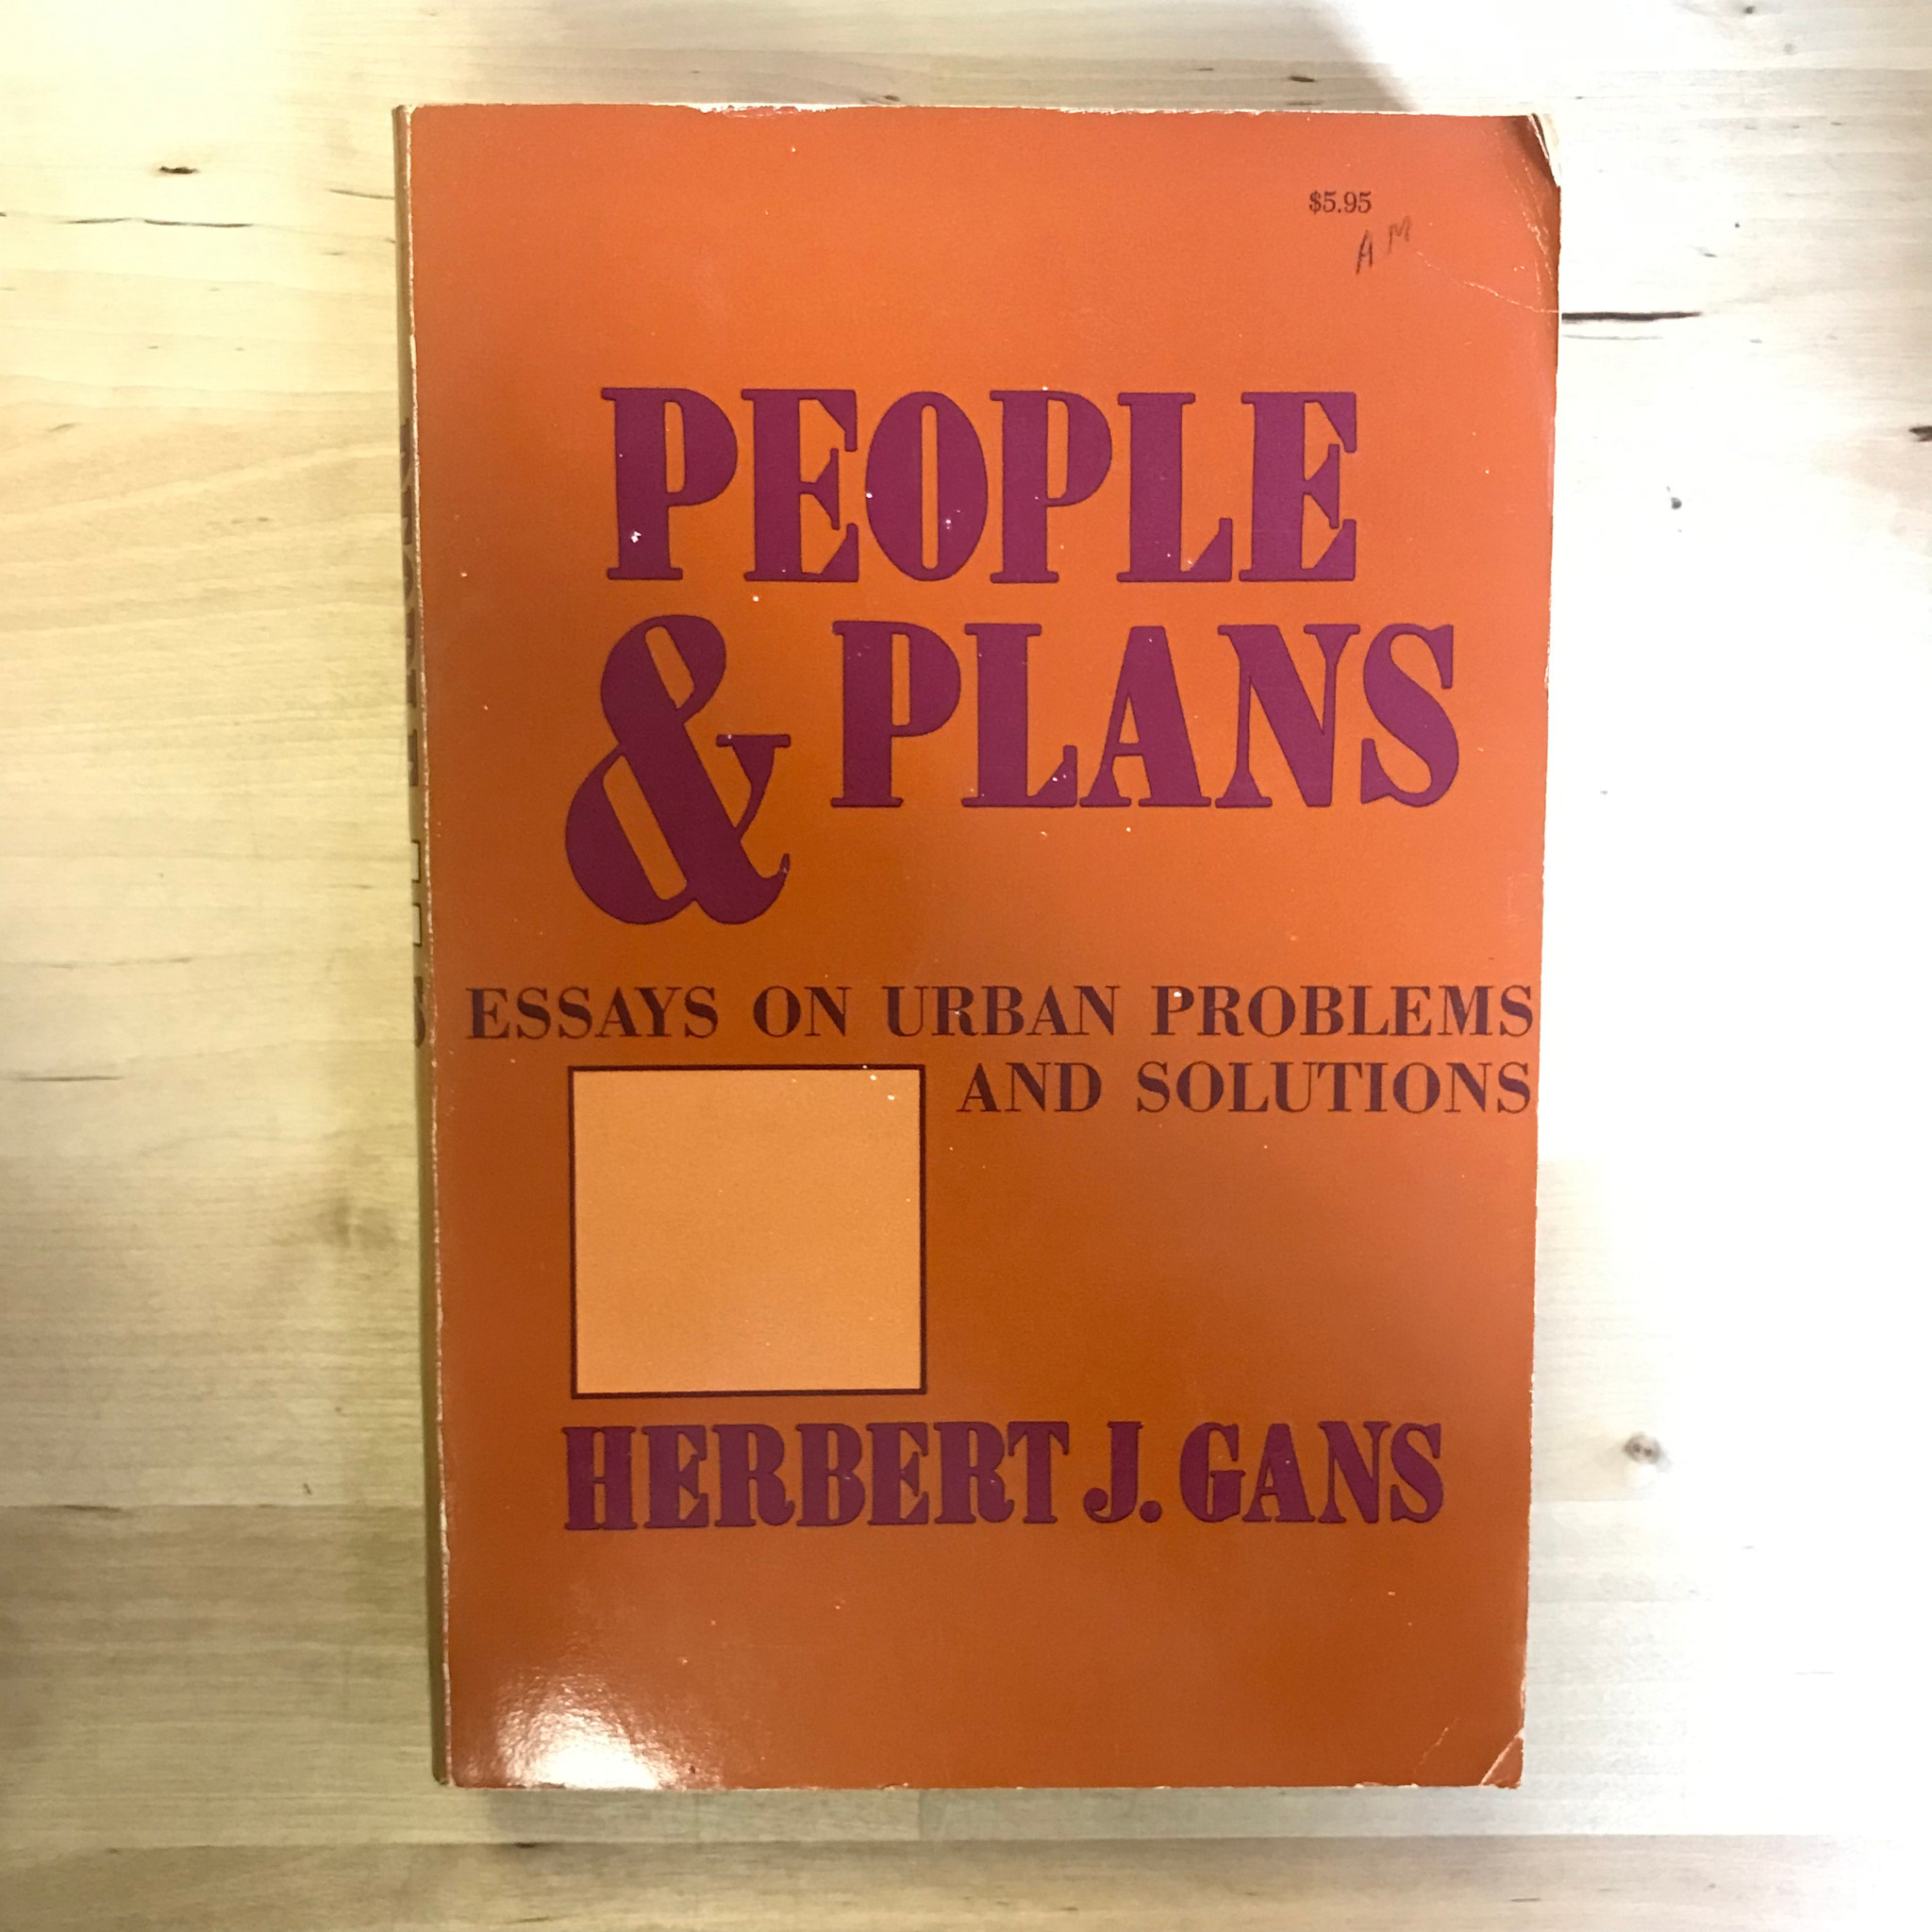 $5.95
AM
PEOPLE
& PLANS
ESSAYS ON URBAN PROBLEMS
AND SOLUTIONS
HERBERT J. GANS